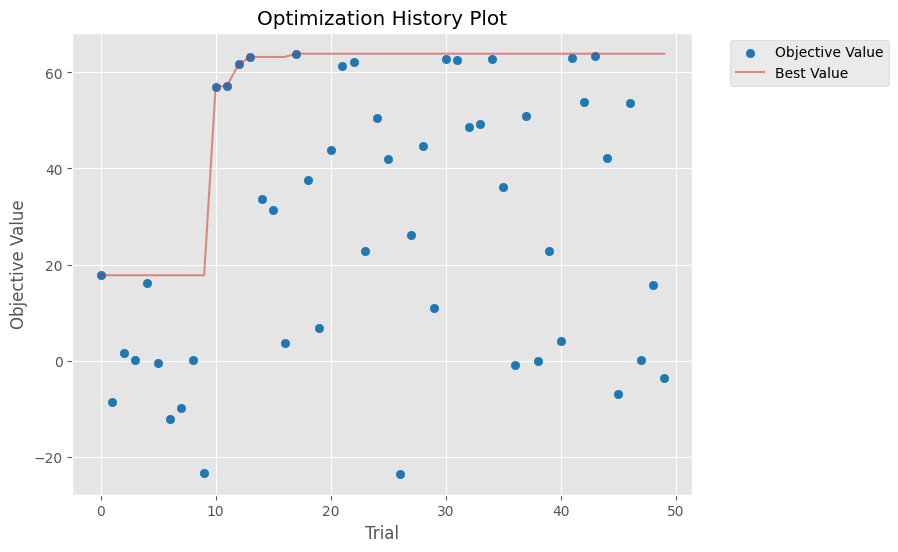 Optimization History Plot
Objective Value
Best Value
Objective Value
60
40
20
0
−20
0 10 20 30 40 50
Trial